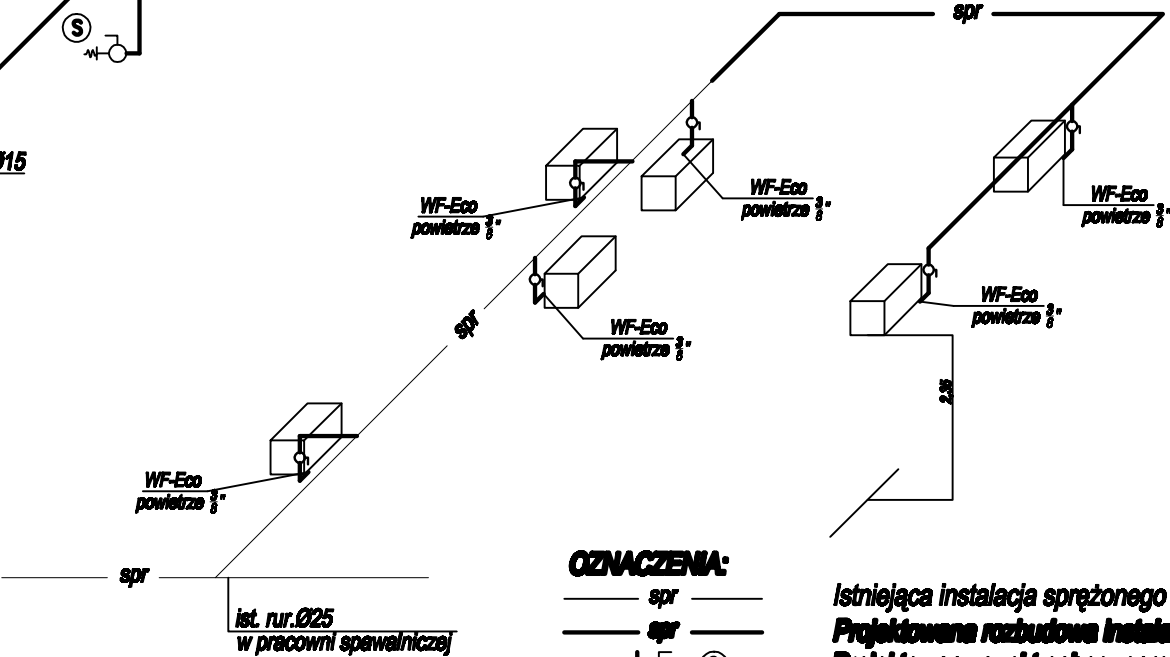 spr
S
Ø15
WF-Eco
powietrze 3/8"
WF-Eco
powietrze 3/8"
WF-Eco
powietrze 3/8"
WF-Eco
powietrze 3/8"
WF-Eco
powietrze 3/8"
spr
2,35
WF-Eco
powietrze 3/8"
spr
ist. rur.Ø25
w pracowni spawalniczej
OZNACZENIA:
spr
Istniejąca instalacja sprężonego
spr
Projektowana rozbudowa